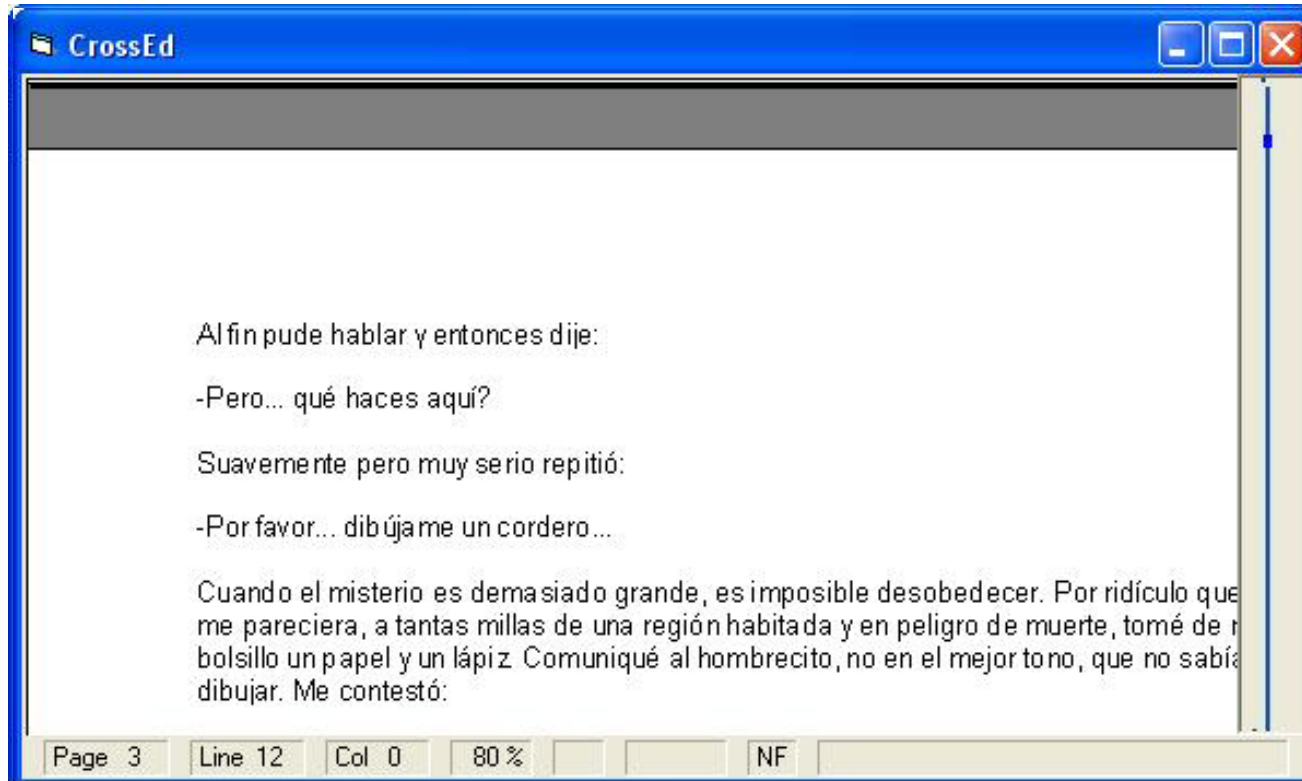 CrossEd
Al fin pude hablar y entonces dije:
-Pero... qué haces aquí?
Suavemente pero muy serio repitió:
-Por favor... dibújame un cordero...
Cuando el misterio es demasiado grande, es imposible desobedecer. Por ridículo que
me pareciera, a tantas millas de una región habitada y en peligro de muerte, tomé de
bolsillo un papel y un lápiz. Comuniqué al hombrecito, no en el mejor tono, que no sabía
dibujar. Me contestó:
Page 3 Line 12 Col 0 80 % NF